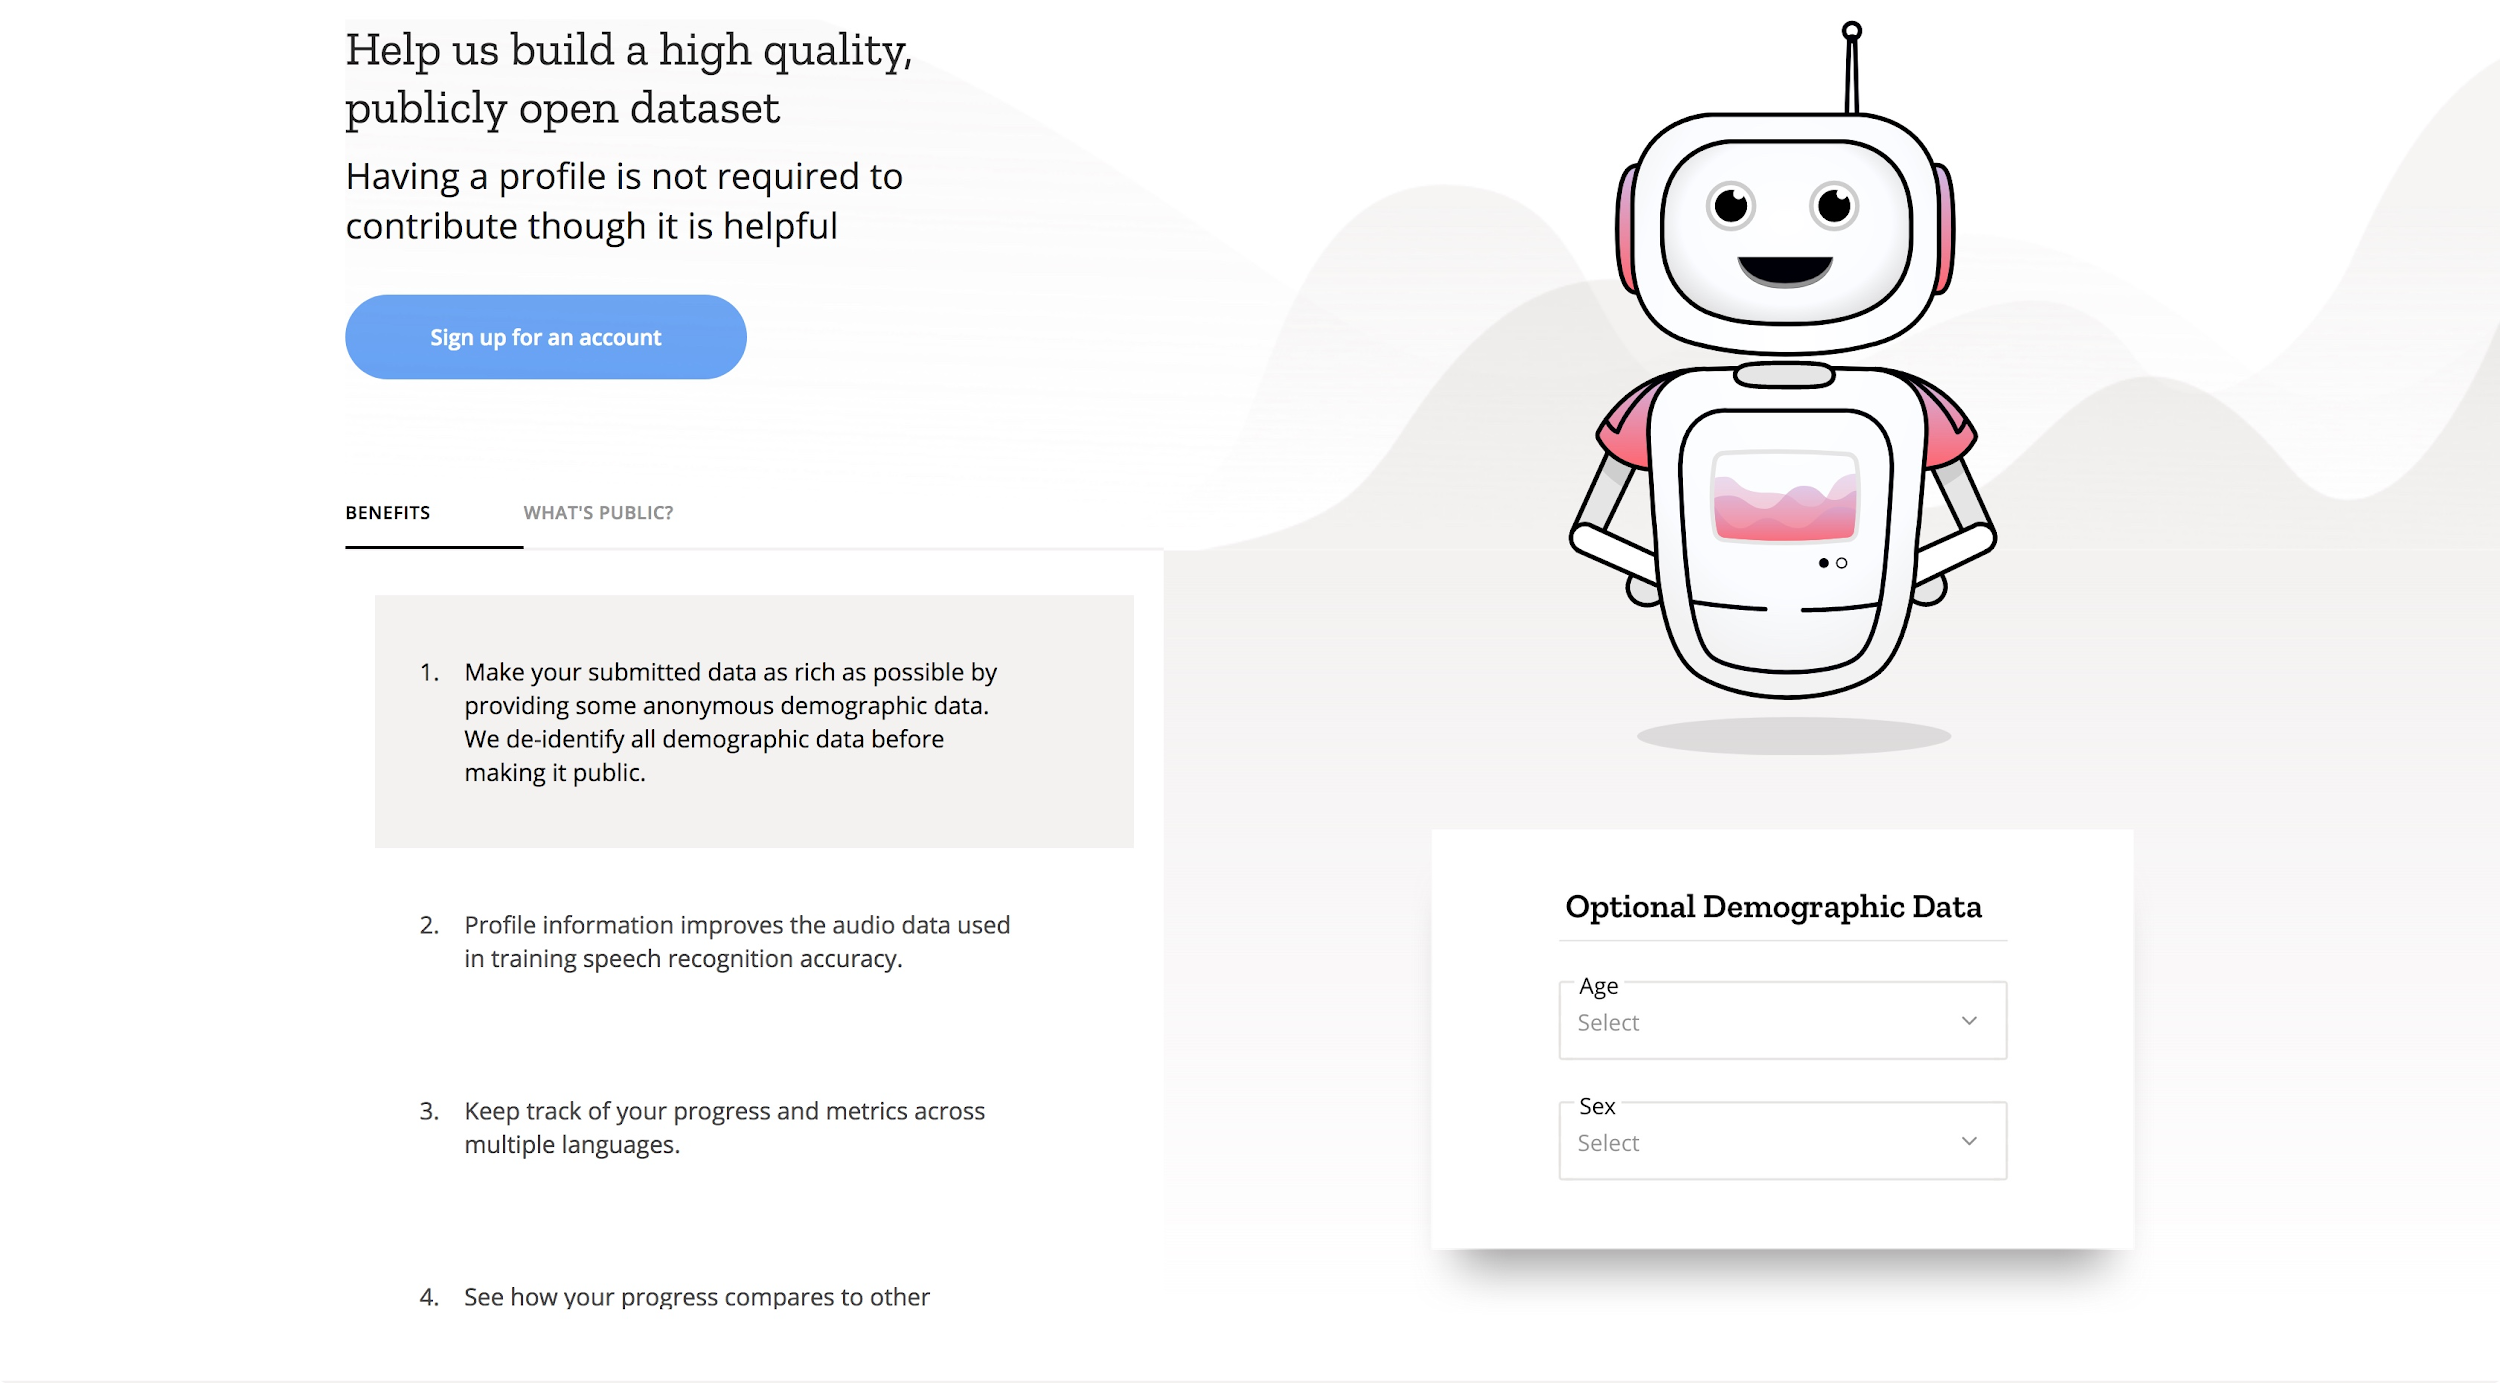 Help us build a high quality,
publicly open dataset
Having a profile is not required to
contribute though it is helpful
Sign up for an account
BENEFITS
WHAT'S PUBLIC?
1. Make your submitted data as rich as possible by
providing some anonymous demographic data.
We de-identify all demographic data before
making it public.
2. Profile information improves the audio data used
in training speech recognition accuracy.
3. Keep track of your progress and metrics across
multiple languages.
4. See how your progress compares to other
Optional Demographic Data
Age
Select
Sex
Select